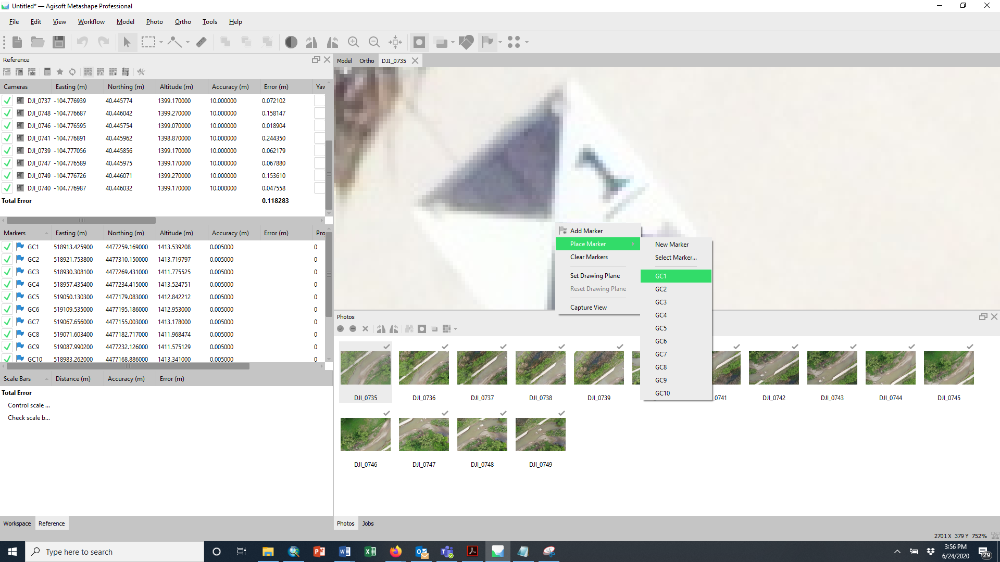 Untitled* — Agisoft Metashape Professional
File Edit View Workflow Model Photo Ortho Tools Help
Reference
Cameras Easting (m) Northing (m) Altitude (m) Accuracy (m) Error (m) Yaw
DJI_0737 -104.776939 40.445774 1399.170000 10.000000 0.072102
DJI_0748 -104.776687 40.446042 1399.270000 10.000000 0.158147
DJI_0746 -104.776595 40.445754 1399.070000 10.000000 0.018904
DJI_0741 -104.776891 40.445962 1398.870000 10.000000 0.244350
DJI_0739 -104.777056 40.445856 1399.170000 10.000000 0.062179
DJI_0747 -104.776589 40.445975 1399.170000 10.000000 0.067880
DJI_0749 -104.776726 40.446071 1399.270000 10.000000 0.153610
DJI_0740 -104.776987 40.446032 1399.170000 10.000000 0.047558
Total Error 0.118283
Markers Easting (m) Northing (m) Altitude (m) Accuracy (m) Error (m) Pro
GC1 518913.425900 4477259.169000 1413.539208 0.005000 0
GC2 518921.753800 4477310.150000 1413.719797 0.005000 0
GC3 518930.308100 4477269.431000 1411.775525 0.005000 0
GC4 518957.435400 4477234.415000 1413.524751 0.005000 0
GC5 519050.130300 4477179.083000 1412.842212 0.005000 0
GC6 519109.535000 4477195.186000 1412.953000 0.005000 0
GC7 519067.656000 4477155.003000 1413.178000 0.005000 0
GC8 519071.603400 4477182.717000 1411.968474 0.005000 0
GC9 519087.990200 4477232.126000 1411.575129 0.005000 0
GC10 518983.262000 4477168.886000 1413.341000 0.005000 0
Scale Bars Distance (m) Accuracy (m) Error (m)
Total Error
Control scale ...
Check scale b...
Workspace Reference
Model Ortho DJI_0735
Add Marker
Place Marker
Clear Markers
Set Drawing Plane
Reset Drawing Plane
Capture View
New Marker
Select Marker...
GC1
GC2
GC3
GC4
GC5
GC6
GC7
GC8
GC9
GC10
Photos
DJI_0735 DJI_0736 DJI_0737 DJI_0738 DJI_0739 _0741 DJI_0742 DJI_0743 DJI_0744 DJI_0745
DJI_0746 DJI_0747 DJI_0748 DJI_0749
Photos Jobs
2701 X 379 Y 752%
Type here to search
3:56 PM
6/24/2020
29